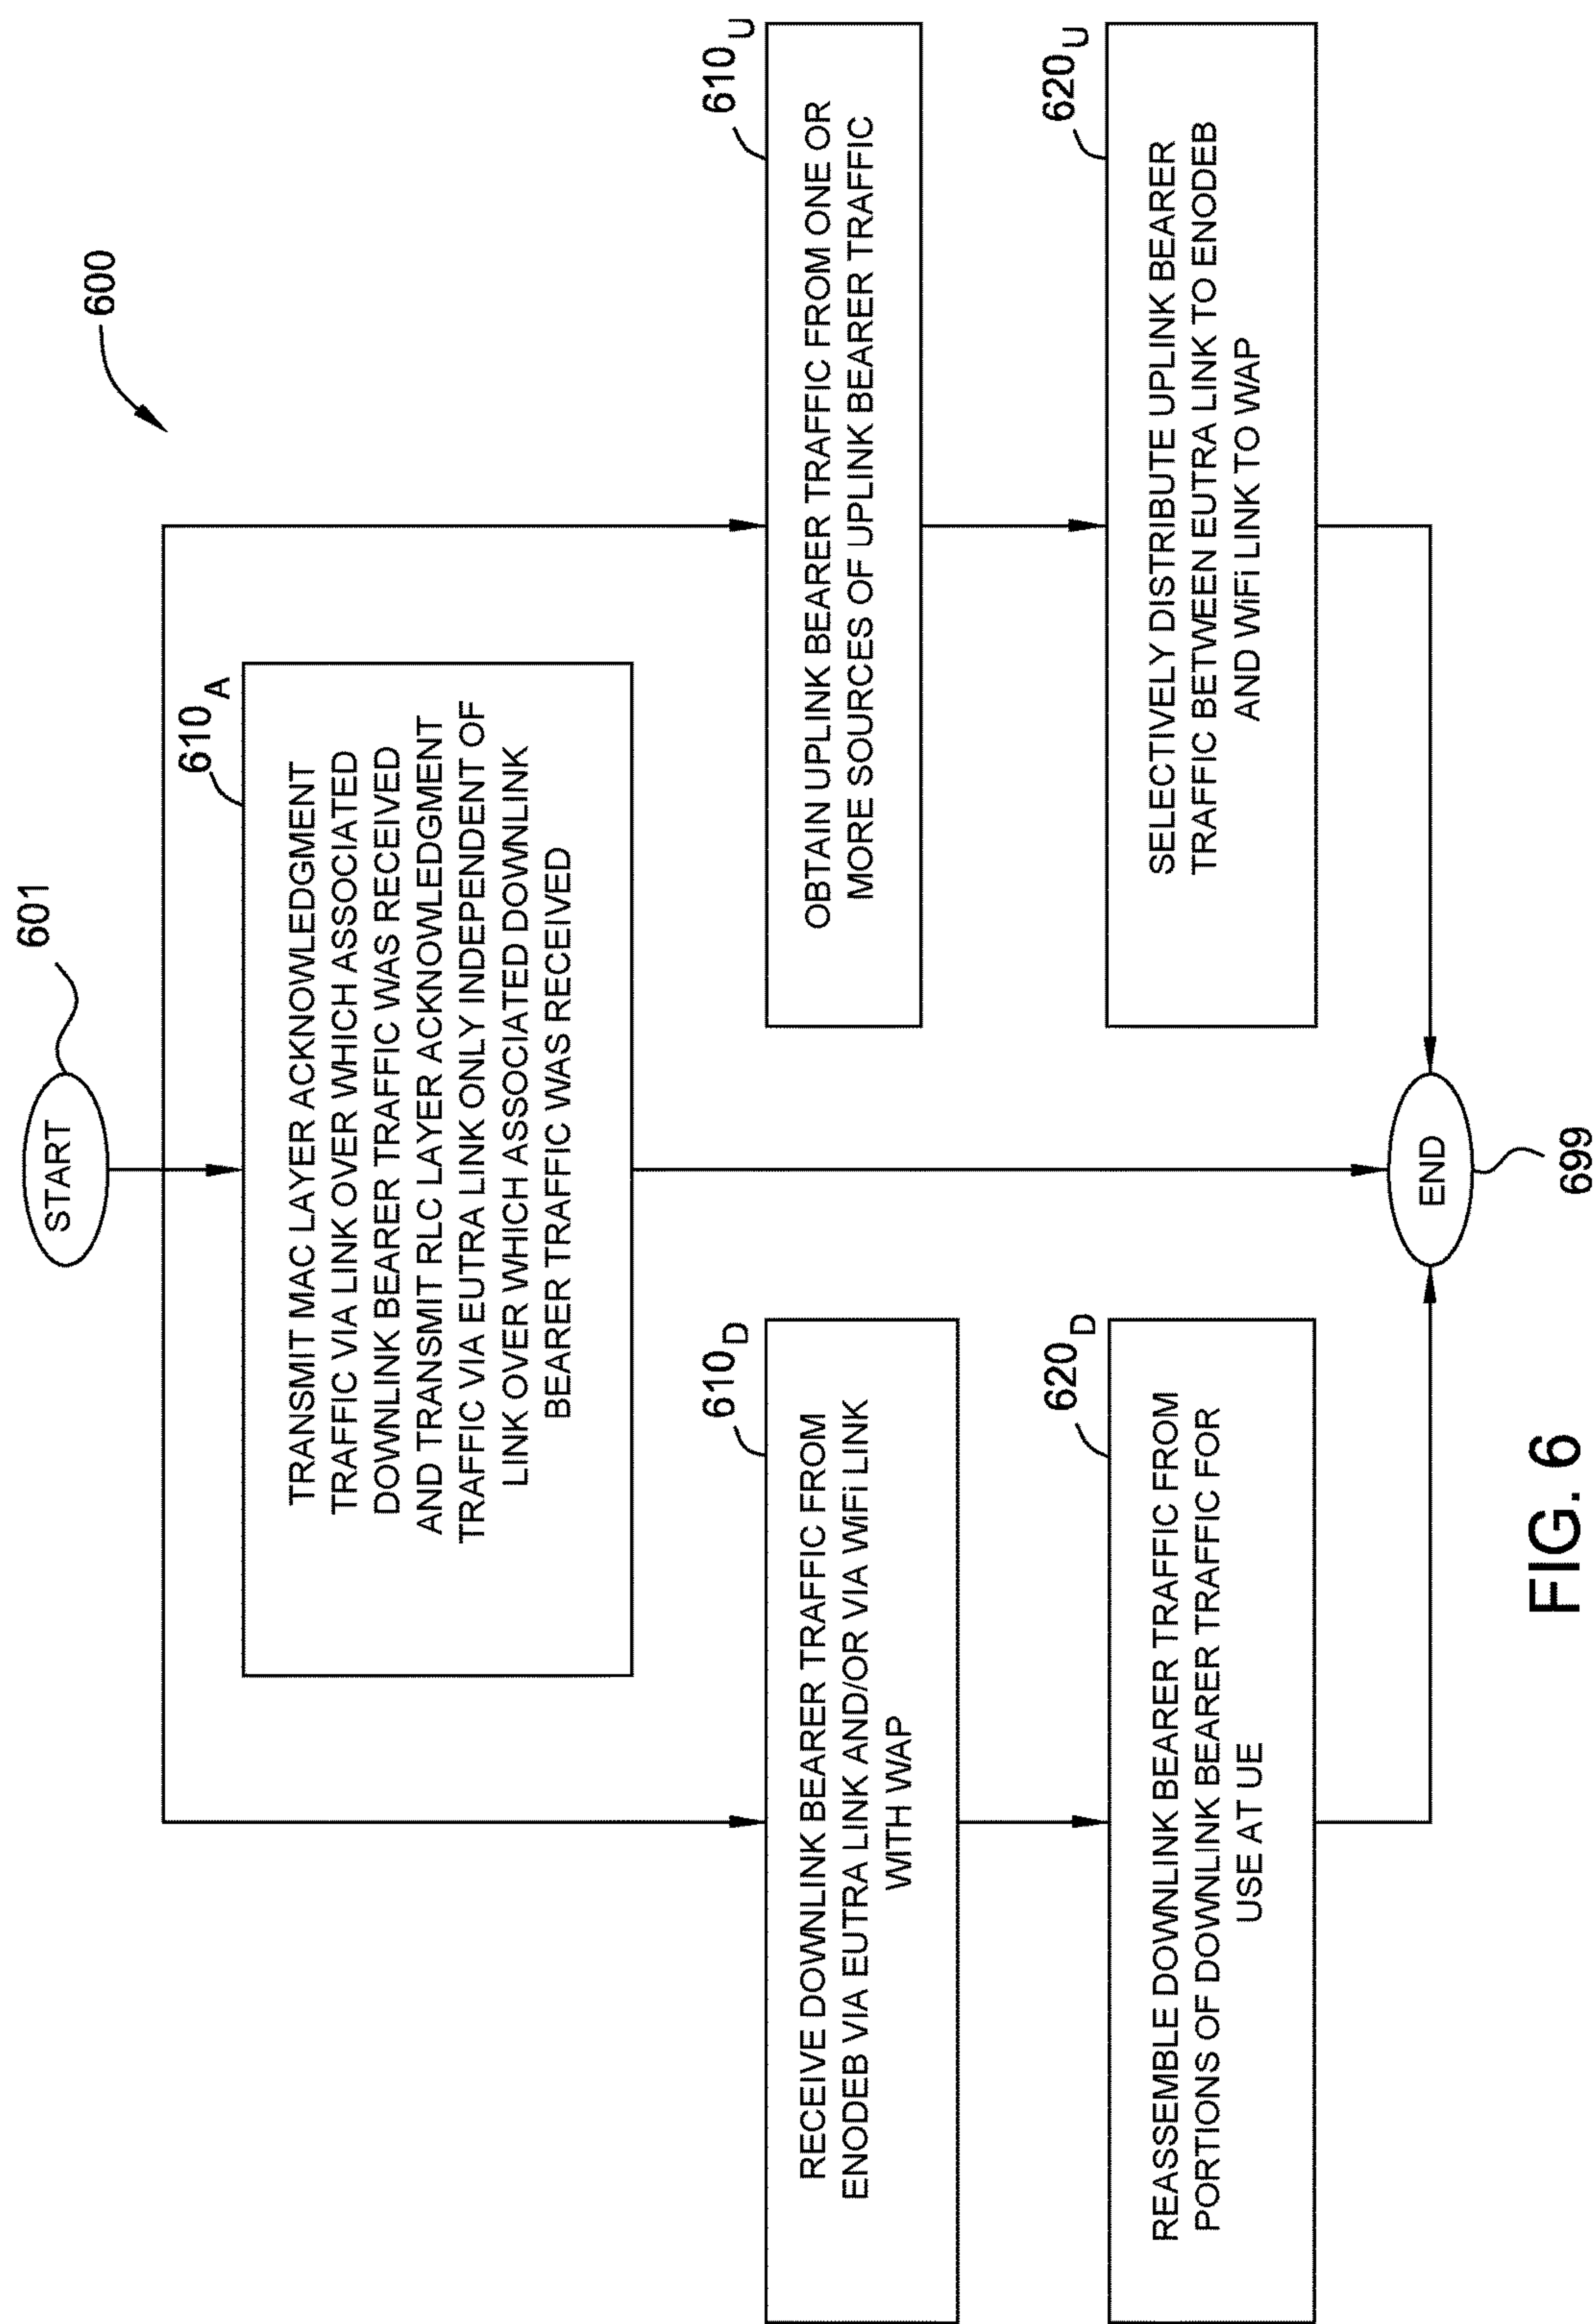 600
START
601
610A
TRANSMIT MAC LAYER ACKNOWLEDGMENT
TRAFFIC VIA LINK OVER WHICH ASSOCIATED
DOWNLINK BEARER TRAFFIC WAS RECEIVED
AND TRANSMIT RLC LAYER ACKNOWLEDGMENT
TRAFFIC VIA EUTRA LINK ONLY INDEPENDENT OF
LINK OVER WHICH ASSOCIATED DOWNLINK
BEARER TRAFFIC WAS RECEIVED
610D
RECEIVE DOWNLINK BEARER TRAFFIC FROM
ENODEB VIA EUTRA LINK AND/OR VIA WiFi LINK
WITH WAP
610U
OBTAIN UPLINK BEARER TRAFFIC FROM ONE OR
MORE SOURCES OF UPLINK BEARER TRAFFIC
620D
REASSEMBLE DOWNLINK BEARER TRAFFIC FROM
PORTIONS OF DOWNLINK BEARER TRAFFIC FOR
USE AT UE
620U
SELECTIVELY DISTRIBUTE UPLINK BEARER
TRAFFIC BETWEEN EUTRA LINK TO ENODEB
AND WiFi LINK TO WAP
END
699
FIG. 6